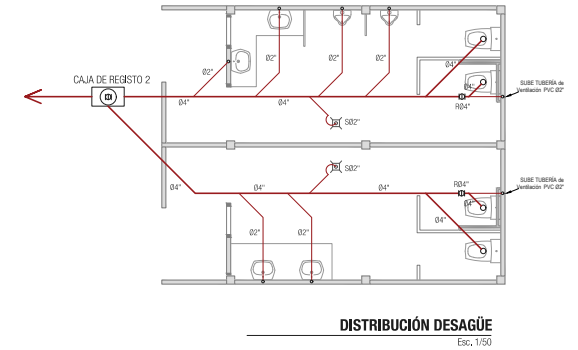 Ø2"
Ø2"
Ø2"
Ø2"
Ø4"
CAJA DE REGISTO 2
Ø4"
SUBE TUBERÍA de
Ventilación PVC Ø2"
Ø4"
Ø4"
Ø4"
RØ4"
SØ2"
SØ2"
SUBE TUBERÍA de
Ventilación PVC Ø2"
Ø4"
Ø4"
Ø4"
RØ4"
Ø4"
Ø4"
Ø2"
Ø2"
DISTRIBUCIÓN DESAGÜE
Esc. 1/50